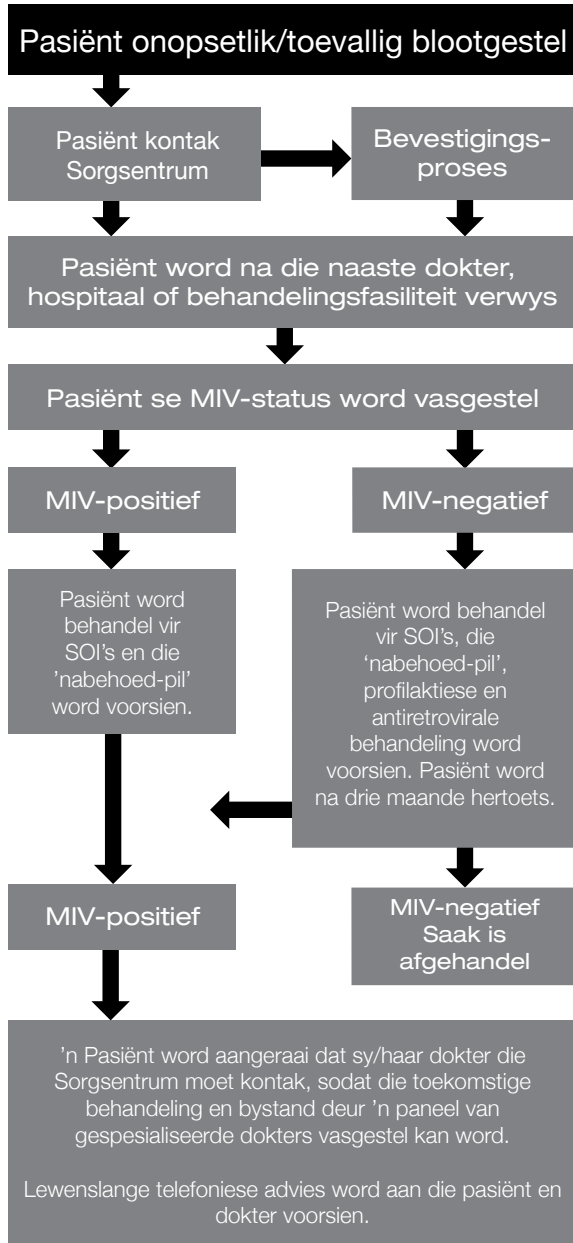 Pasiënt onopsetlik/toevallig blootgestel
Pasiënt kontak
Sorgsentrum
Bevestigings-
proses
Pasiënt word na die naaste dokter,
hospitaal of behandelingsfasiliteit verwys
Pasiënt se MIV-status word vasgestel
MIV-positief
MIV-negatief
Pasiënt word
behandel vir
SOI's en die
'nabehoed-pil'
word voorsien.
Pasiënt word behandel
vir SOI's, die
'nabehoed-pil',
profilaktiese en
antiretrovirale
behandeling word
voorsien. Pasiënt word
na drie maande hertoets.
MIV-positief
MIV-negatief
Saak is
afgehandel
'n Pasiënt word aangeraai dat sy/haar dokter die
Sorgsentrum moet kontak, sodat die toekomstige
behandeling en bystand deur 'n paneel van
gespesialiseerde dokters vasgestel kan word.
Lewenslange telefoniese advies word aan die pasiënt en
dokter voorsien.